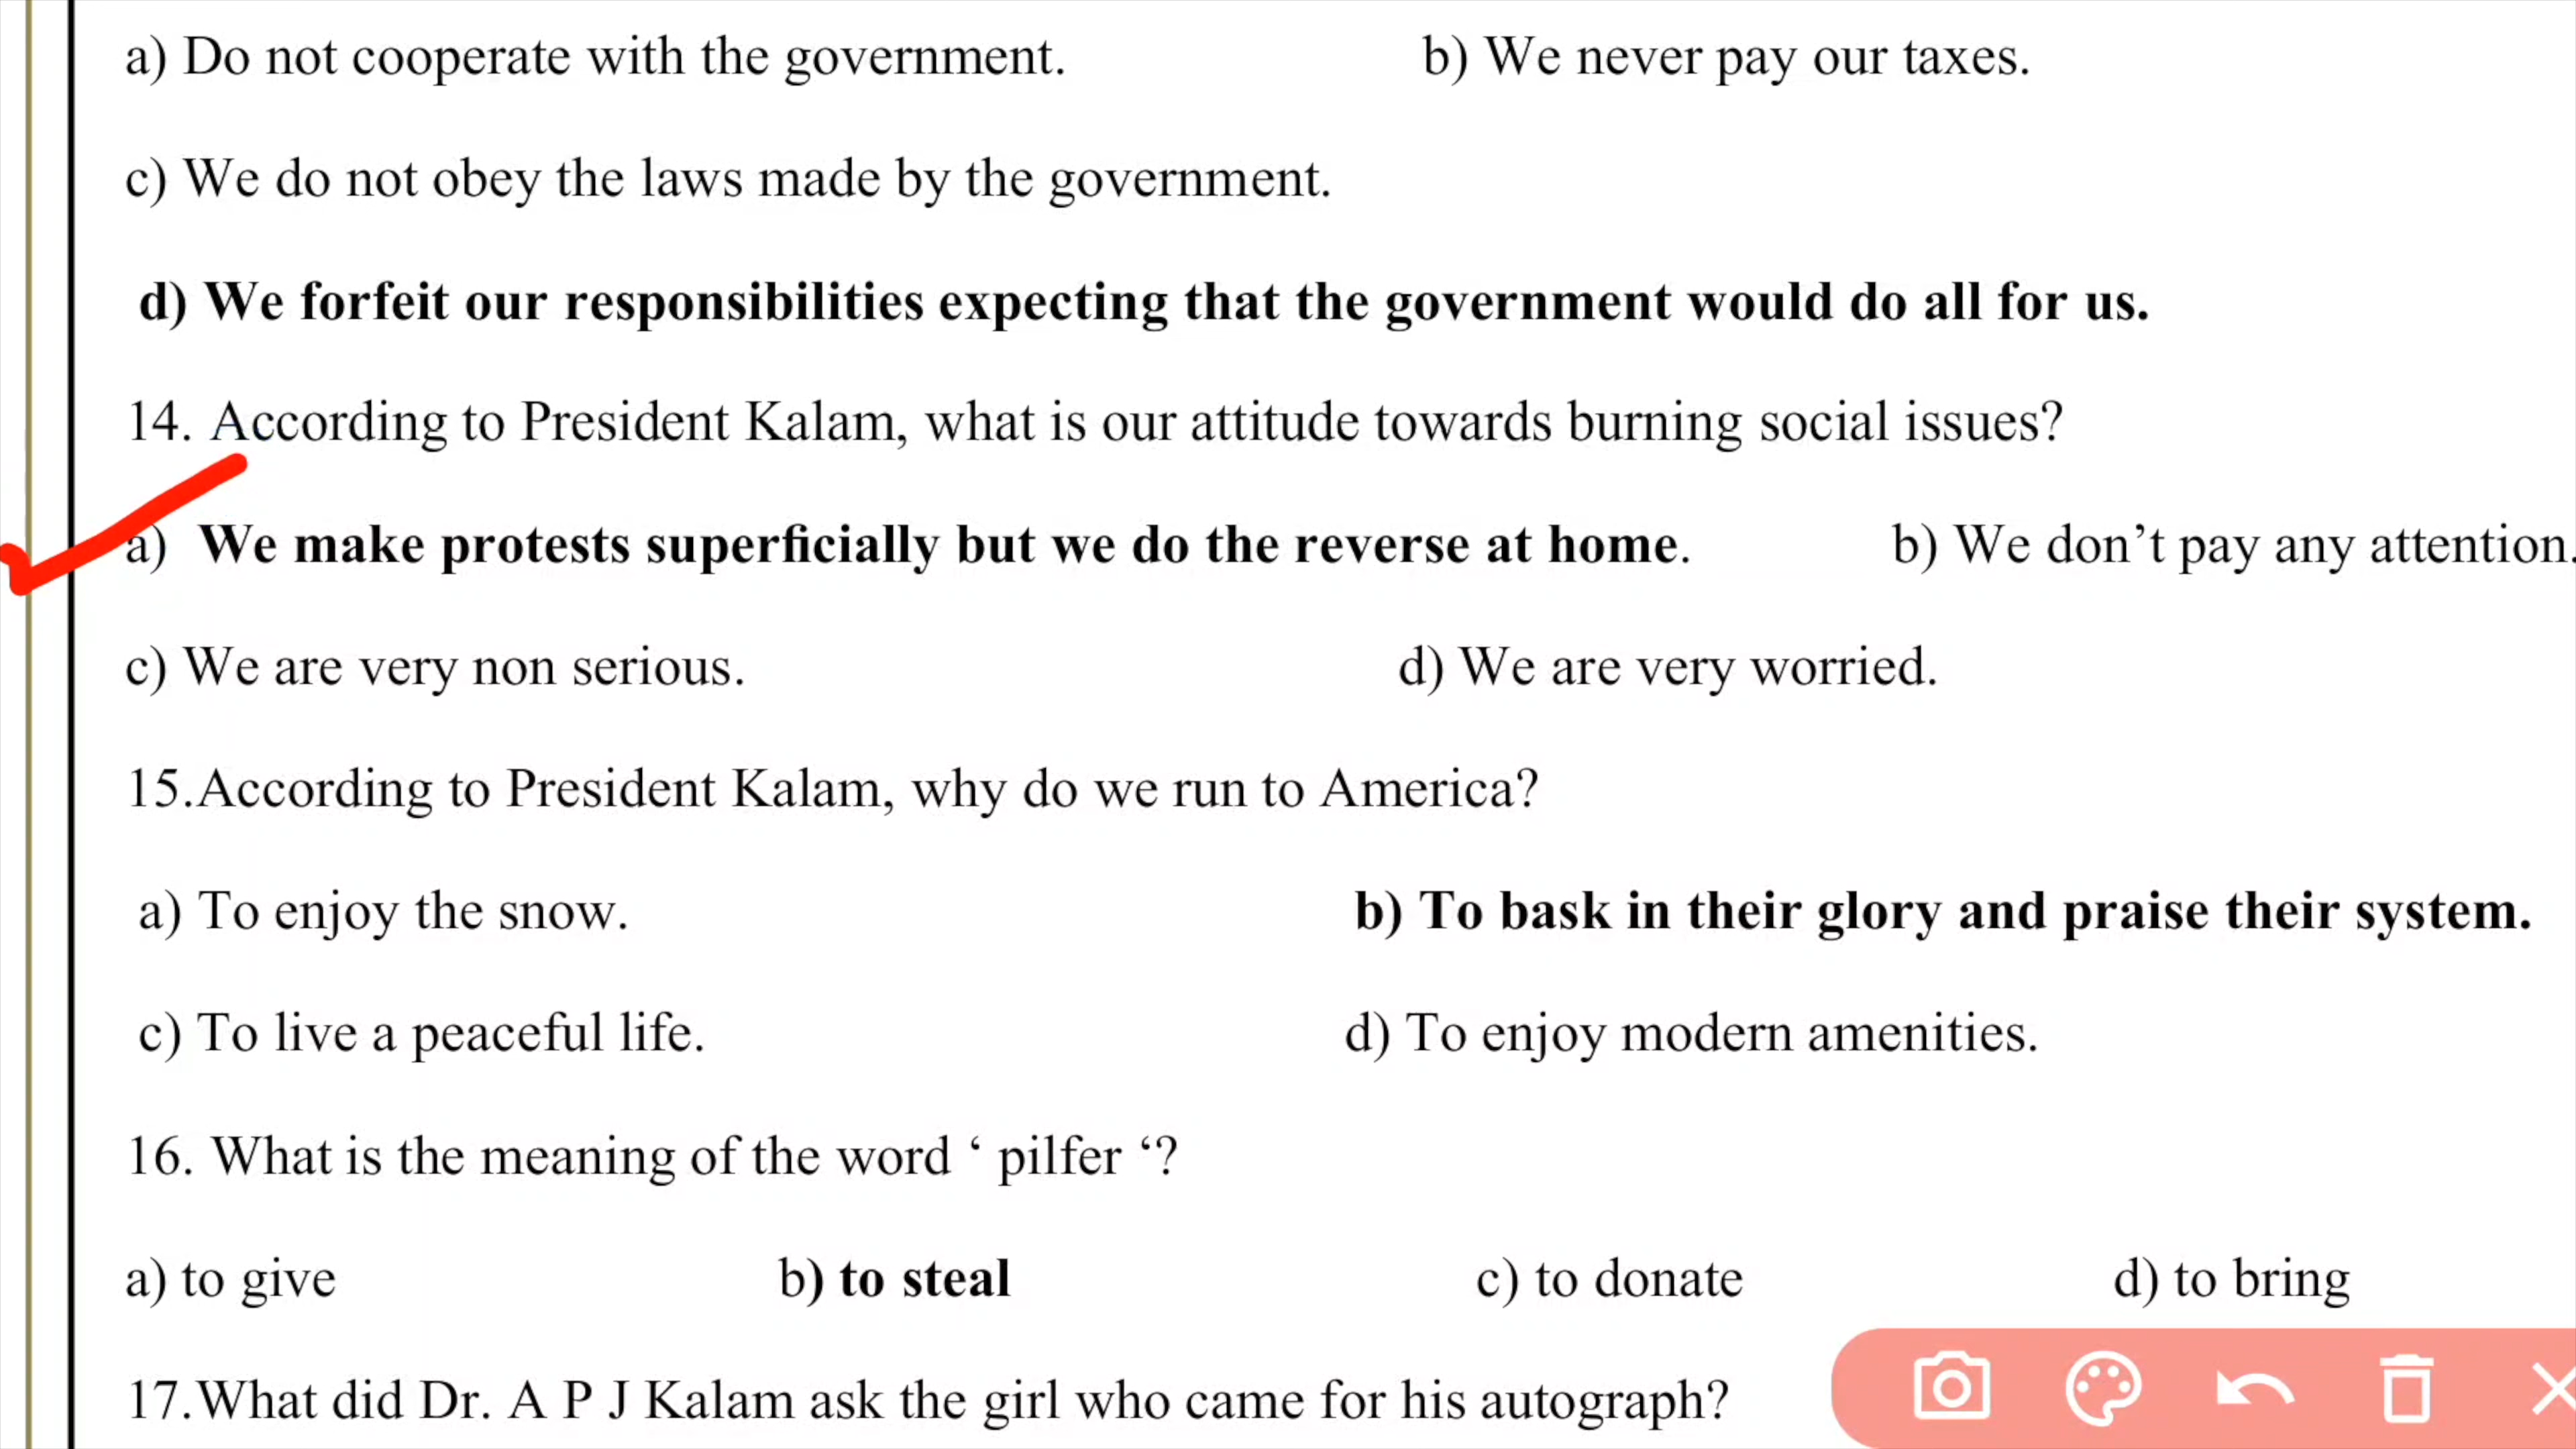 a) Do not cooperate with the government. b) We never pay our taxes.
c) We do not obey the laws made by the government.
d) We forfeit our responsibilities expecting that the government would do all for us.
14. According to President Kalam, what is our attitude towards burning social issues?
a) We make protests superficially but we do the reverse at home. b) We don’t pay any attention.
c) We are very non serious. d) We are very worried.
15.According to President Kalam, why do we run to America?
a) To enjoy the snow. b) To bask in their glory and praise their system.
c) To live a peaceful life. d) To enjoy modern amenities.
16. What is the meaning of the word ‘ pilfer ‘?
a) to give b) to steal c) to donate d) to bring
17.What did Dr. A P J Kalam ask the girl who came for his autograph?